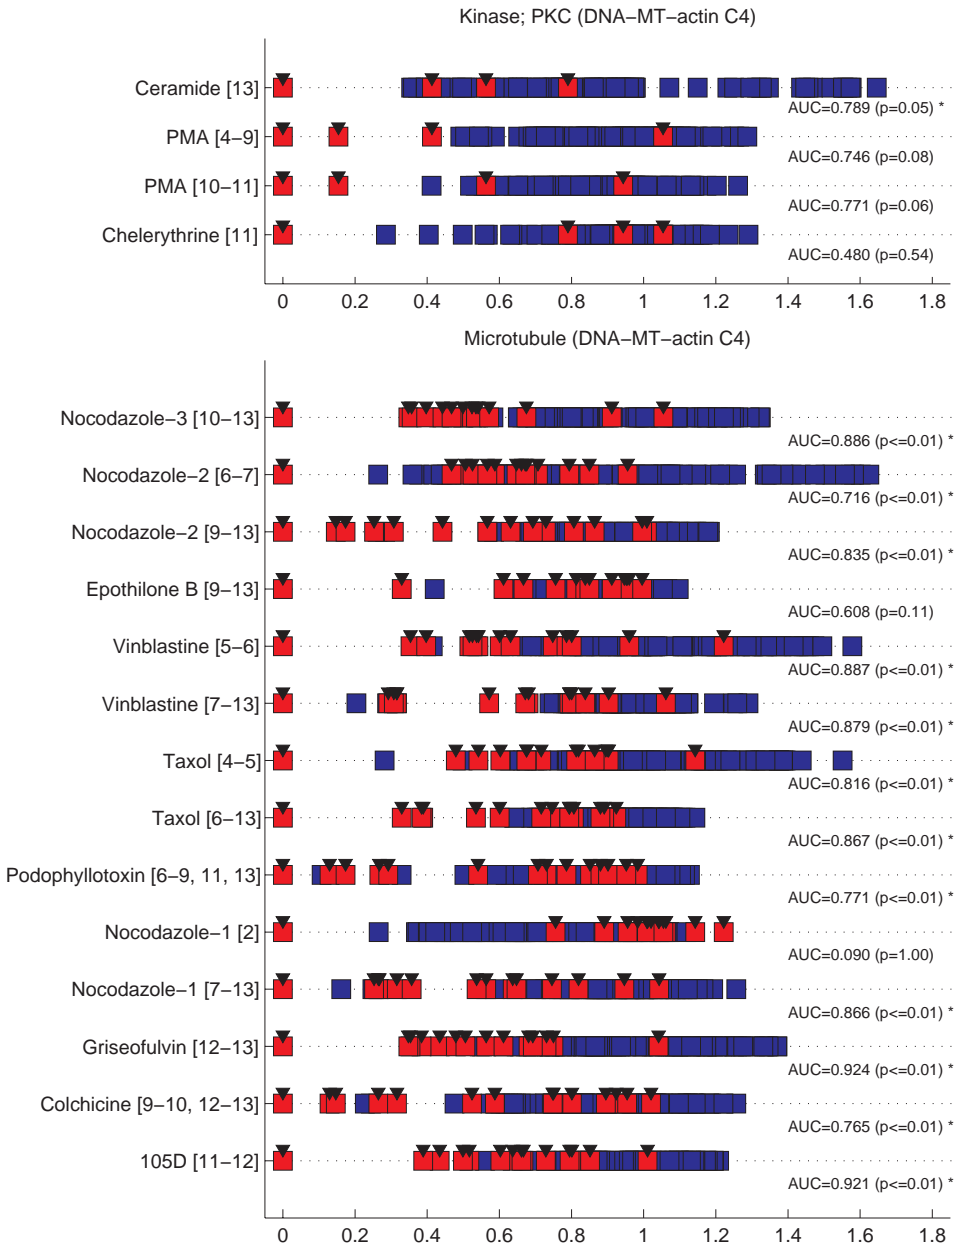 Kinase; PKC (DNA−MT−actin C4)
Ceramide [13]
AUC=0.789 (p=0.05) *
PMA [4−9]
AUC=0.746 (p=0.08)
PMA [10−11]
AUC=0.771 (p=0.06)
Chelerythrine [11]
AUC=0.480 (p=0.54)
0 0.2 0.4 0.6 0.8 1 1.2 1.4 1.6 1.8
Microtubule (DNA−MT−actin C4)
Nocodazole−3 [10−13]
AUC=0.886 (p<=0.01) *
Nocodazole−2 [6−7]
AUC=0.716 (p<=0.01) *
Nocodazole−2 [9−13]
AUC=0.835 (p<=0.01) *
Epothilone B [9−13]
AUC=0.608 (p=0.11)
Vinblastine [5−6]
AUC=0.887 (p<=0.01) *
Vinblastine [7−13]
AUC=0.879 (p<=0.01) *
Taxol [4−5]
AUC=0.816 (p<=0.01) *
Taxol [6−13]
AUC=0.867 (p<=0.01) *
Podophyllotoxin [6−9, 11, 13]
AUC=0.771 (p<=0.01) *
Nocodazole−1 [2]
AUC=0.090 (p=1.00)
Nocodazole−1 [7−13]
AUC=0.866 (p<=0.01) *
Griseofulvin [12−13]
AUC=0.924 (p<=0.01) *
Colchicine [9−10, 12−13]
AUC=0.765 (p<=0.01) *
105D [11−12]
AUC=0.921 (p<=0.01) *
0 0.2 0.4 0.6 0.8 1 1.2 1.4 1.6 1.8